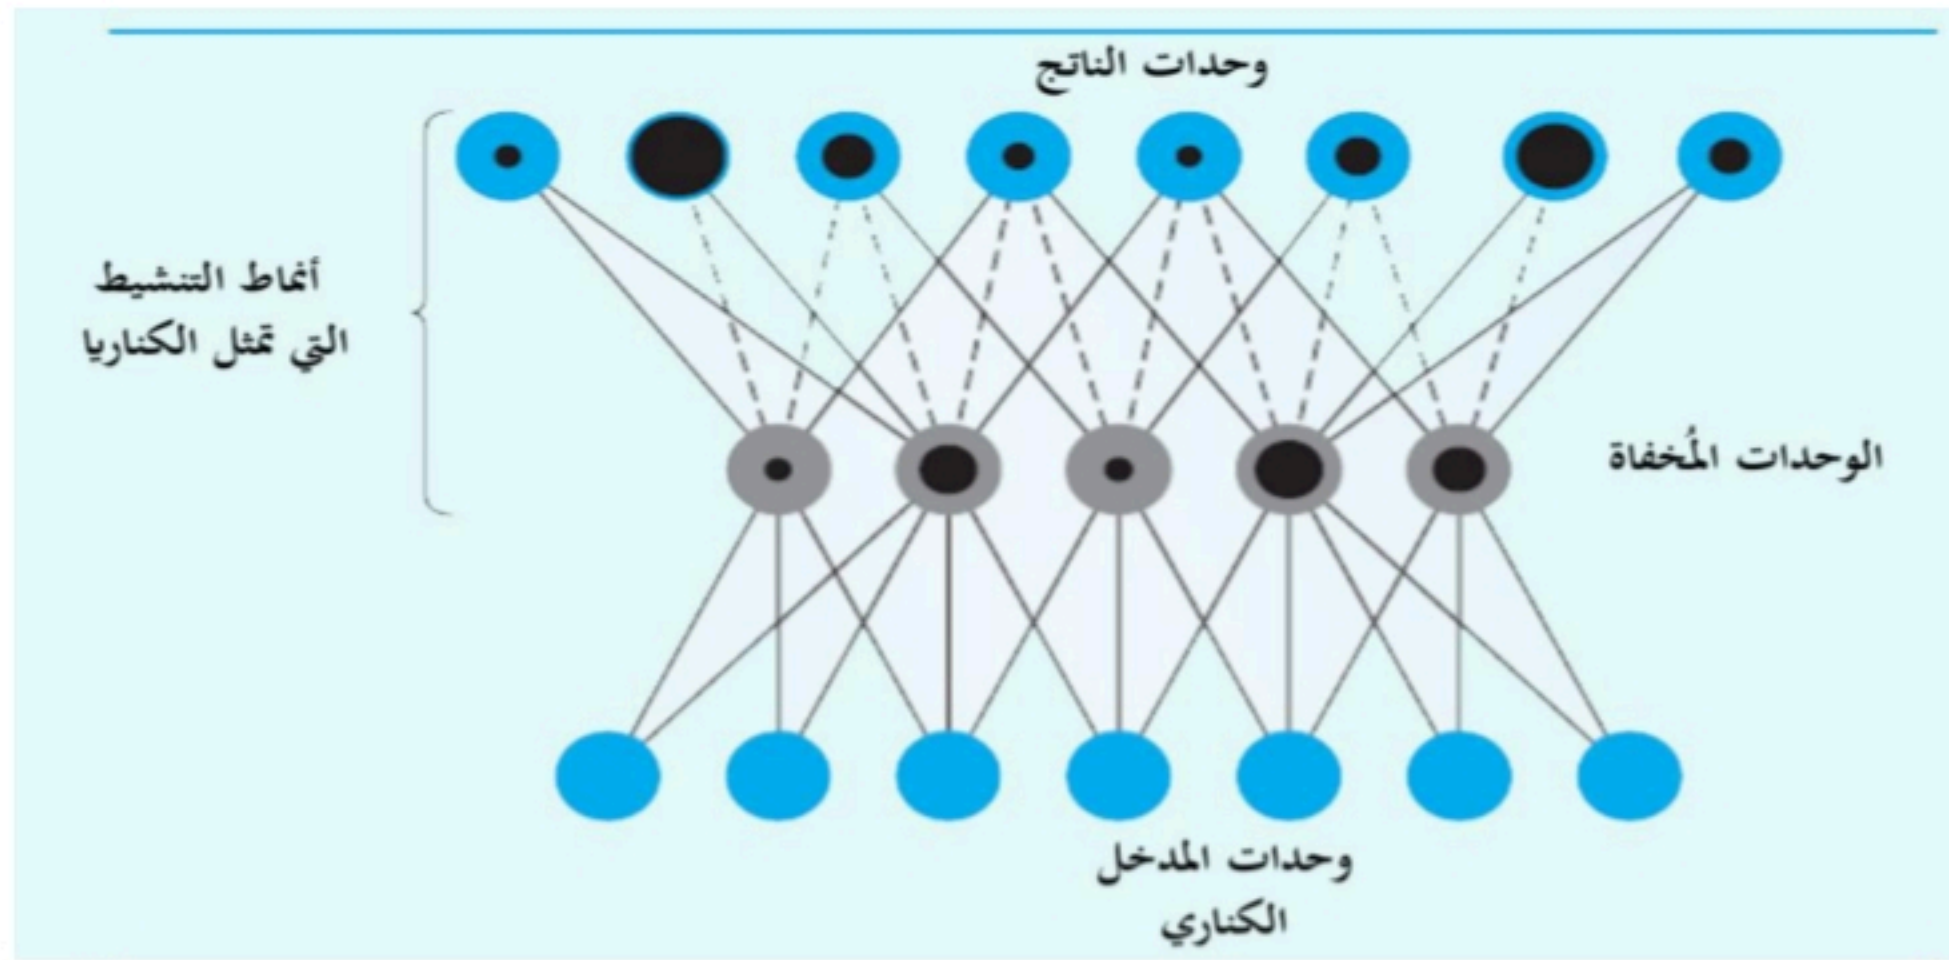 وحدات الناتج
أنماط التنشيط
التي تمثل الكناريا
الوحدات المُخفاة
وحدات المدخل
الكناري